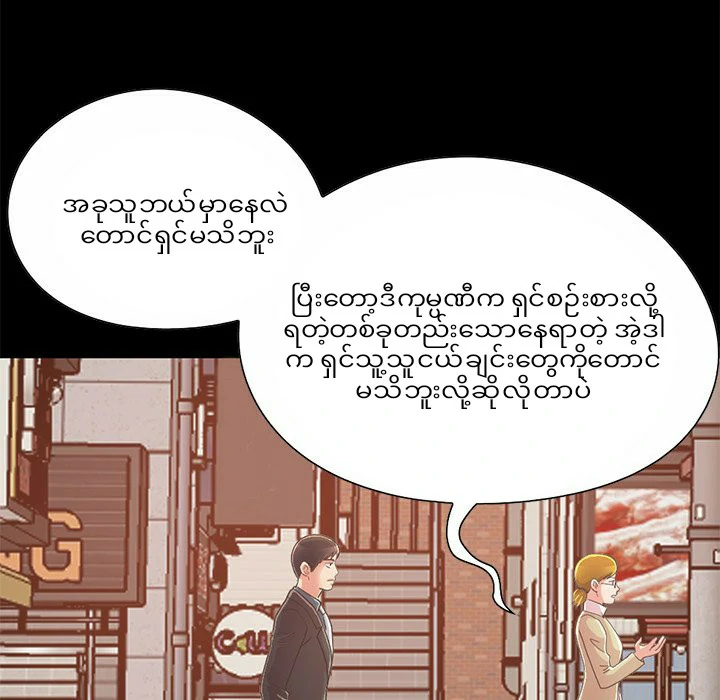 အခုသူဘယ်မှာနေလဲ
တောင်ရှင်မသိဘူး
ပြီးတော့ဒီကုမ္ပဏီက ရှင်စဉ်းစားလို့
ရတဲ့တစ်ခုတည်းသောနေရာတဲ့ အဲ့ဒါ
က ရှင်သူ့သူငယ်ချင်းတွေကိုတောင်
မသိဘူးလို့ဆိုလိုတာပဲ